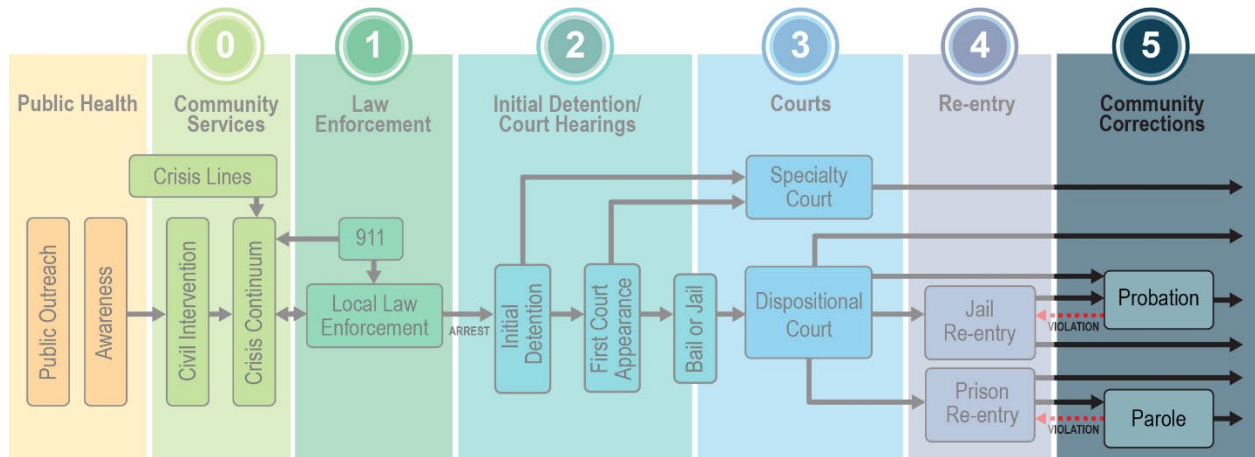 0
1
2
3
4
5
Public Health
Community
Services
Law
Enforcement
Initial Detention/
Court Hearings
Courts
Re-entry
Community
Corrections
Crisis Lines
Public Outreach
Awareness
Civil Intervention
Crisis Continuum
911
Local Law
Enforcement
ARREST
Initial
Detention
First Court
Appearance
Bail or Jail
Specialty
Court
Dispositional
Court
Jail
Re-entry
Prison
Re-entry
Probation
VIOLATION
Parole
VIOLATION